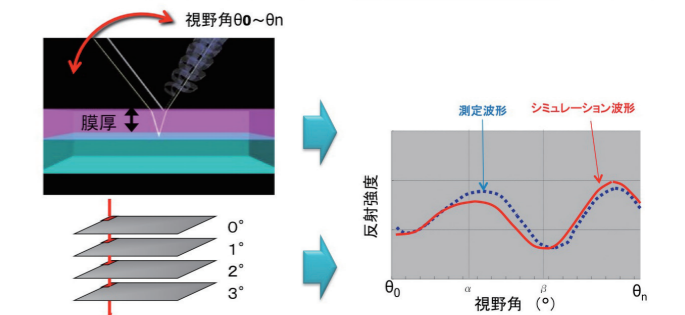 視野角θ0~θn
膜厚
0°
1°
2°
3°
測定波形
シミュレーション波形
反射強度
θ0
α
β
θn
視野角 (°)